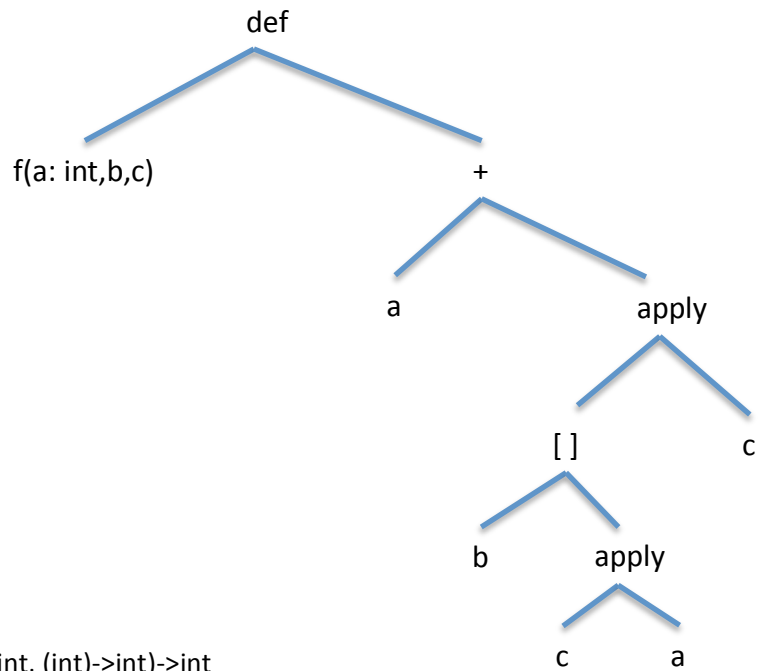 def
f(a: int,b,c)
+
a
apply
[ ]
c
b
apply
c
a
int, (int)->int)->int